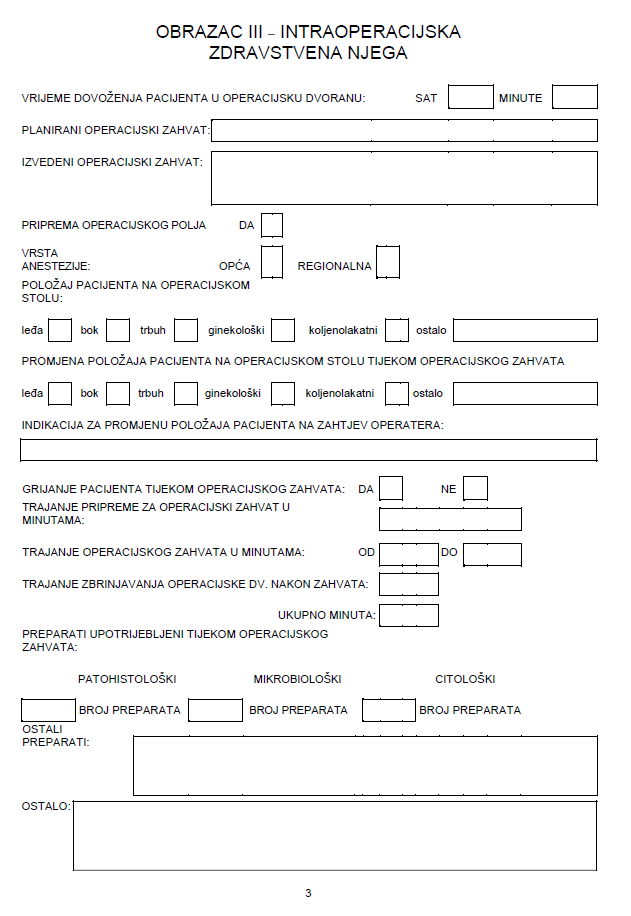 OBRAZAC III – INTRAOPERACIJSKA
ZDRAVSTVENA NJEGA
VRIJEME DOVOŽENJA PACIJENTA U OPERACIJSKU DVORANU: SAT MINUTE
PLANIRANI OPERACIJSKI ZAHVAT:
IZVEDENI OPERACIJSKI ZAHVAT:
PRIPREMA OPERACIJSKOG POLJA DA
VRSTA
ANESTEZIJE: OPĆA REGIONALNA
POLOŽAJ PACIJENTA NA OPERACIJSKOM
STOLU:
leđa bok trbuh ginekološki koljenolakatni ostalo
PROMJENA POLOŽAJA PACIJENTA NA OPERACIJSKOM STOLU TIJEKOM OPERACIJSKOG ZAHVATA
leđa bok trbuh ginekološki koljenolakatni ostalo
INDIKACIJA ZA PROMJENU POLOŽAJA PACIJENTA NA ZAHTJEV OPERATERA:
GRIJANJE PACIJENTA TIJEKOM OPERACIJSKOG ZAHVATA: DA NE
TRAJANJE PRIPREME ZA OPERACIJSKI ZAHVAT U
MINUTAMA:
TRAJANJE OPERACIJSKOG ZAHVATA U MINUTAMA: OD DO
TRAJANJE ZBRINJAVANJA OPERACIJSKE DV. NAKON ZAHVATA:
UKUPNO MINUTA:
PREPARATI UPOTRIJEBLJENI TIJEKOM OPERACIJSKOG
ZAHVATA:
PATOHISTOLOŠKI MIKROBIOLOŠKI CITOLOŠKI
BROJ PREPARATA BROJ PREPARATA BROJ PREPARATA
OSTALI
PREPARATI:
OSTALO:
3